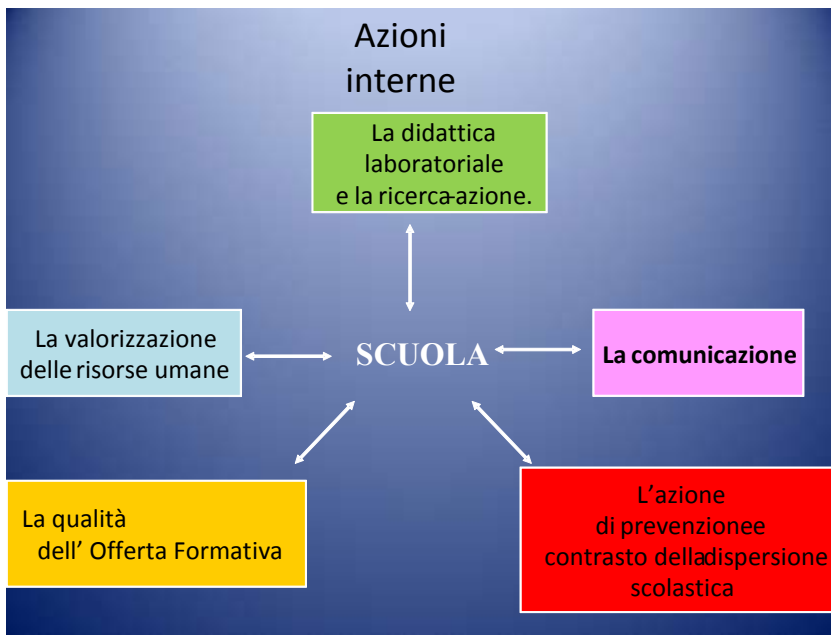 Azioni
interne
La didattica
laboratoriale
e la ricerca-azione.
La valorizzazione
delle risorse umane
SCUOLA
La comunicazione
La qualità
dell' Offerta Formativa
L'azione
di prevenzionee
contrasto delladispersione
scolastica